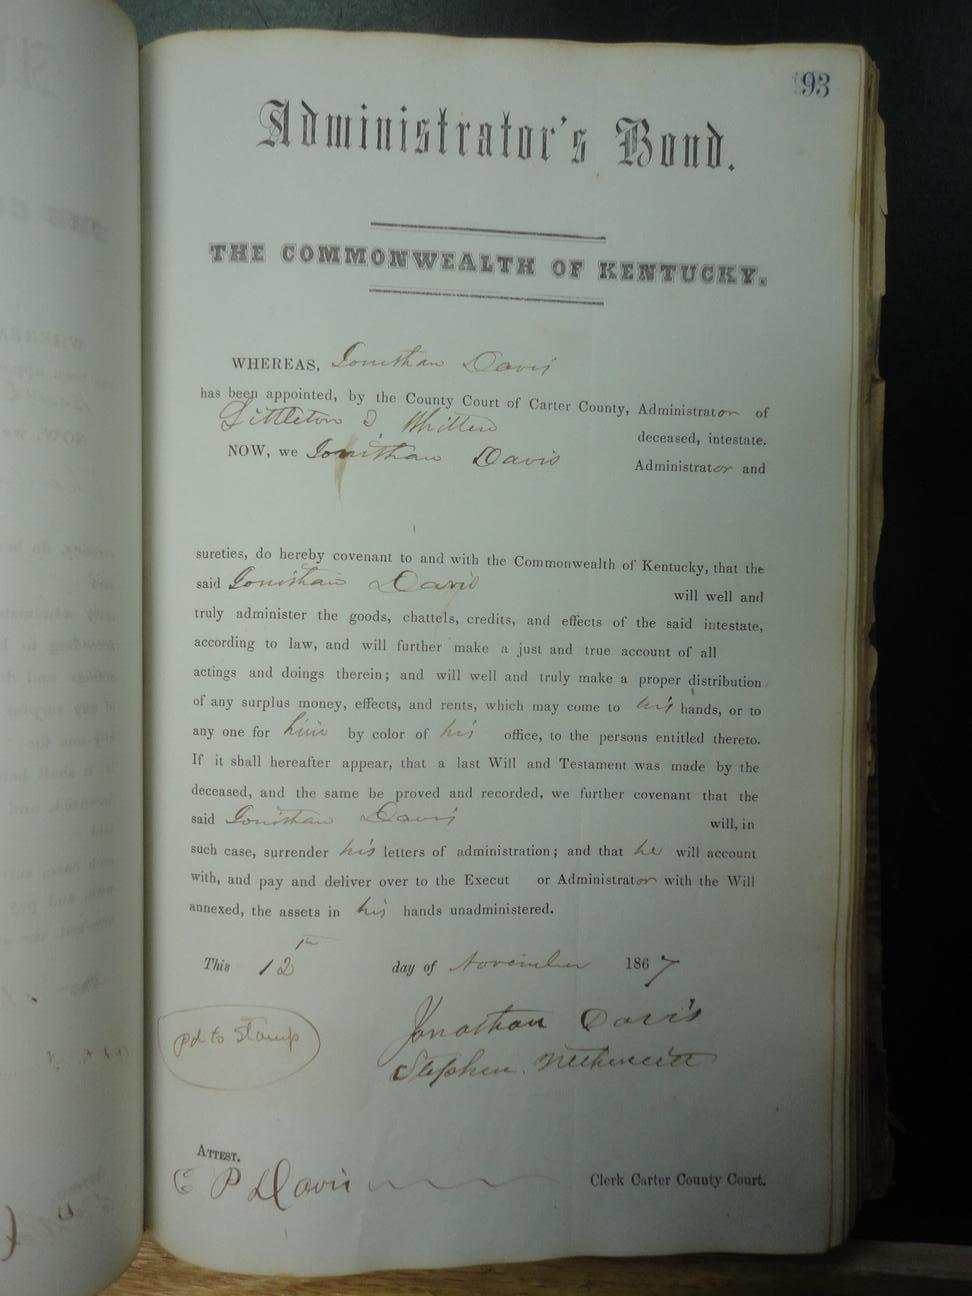 93
Administrator's Bond.
THE COMMONWEALTH OF KENTUCKY.
WHEREAS, Jonithan Davis
has been appointed, by the County Court of Carter County, Administrator of
Littleton J. Whitten deceased, intestate.
NOW, we Jonithan Davis Administrator and
sureties, do hereby covenant to and with the Commonwealth of Kentucky, that the
said Jonithan Davis will well and
truly administer the goods, chattels, credits, and effects of the said intestate,
according to law, and will further make a just and true account of all
actings and doings therein; and will well and truly make a proper distribution
of any surplus money, effects, and rents, which may come to his hands, or to
any one for him by color of his office, to the persons entitled thereto.
If it shall hereafter appear, that a last Will and Testament was made by the
deceased, and the same be proved and recorded, we further covenant that the
said Jonithan Davis will, in
such case, surrender his letters of administration; and that he will account
with, and pay and deliver over to the Execut or Administrator with the Will
annexed, the assets in his hands unadministered.
This 12th day of November 1867
Jonathan Davis
pd to Stamp
Stephen
ATTEST.
E P Davis Clerk Carter County Court.